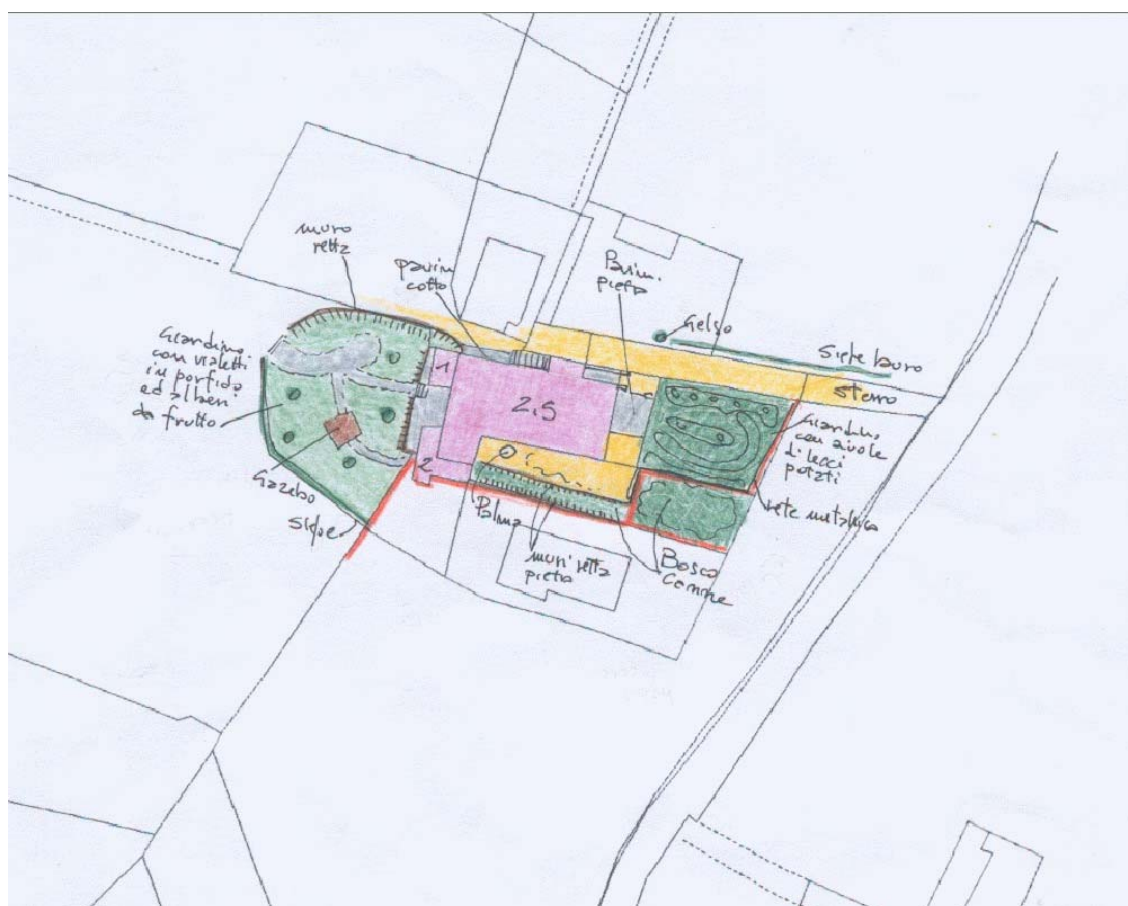 muro
retta
pavim
cotto
Pavim.
pietra
Gelso
Siepe lauro
Sterro
Giardino
con vialetti
in porfido
ed alberi
da frutto
1
2,5
2
Giardino
con aiuole
di lecci
potati
Gazebo
Siepe
Palma
muri retta
pietra
Bosco
Comune
rete metallica